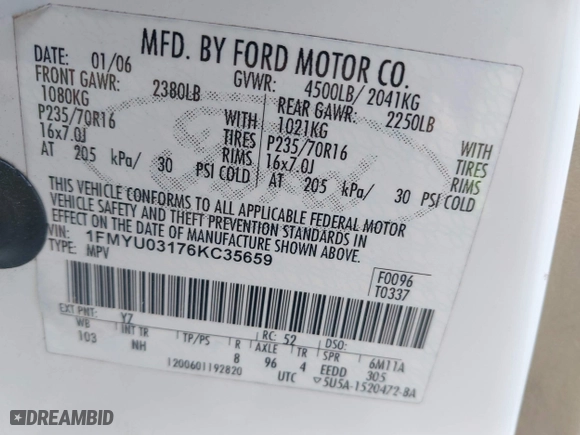 MFD. BY FORD MOTOR CO.
DATE: 01/06 GVWR: 4500LB/ 2041KG
FRONT GAWR: 2380LB REAR GAWR: 2250LB
1080KG WITH 1021KG WITH
P235/70R16 TIRES P235/70R16 TIRES
16x7.0J RIMS 16x7.0J RIMS
AT 205 kPa/ 30 PSI COLD AT 205 kPa/ 30 PSI COLD
THIS VEHICLE CONFORMS TO ALL APPLICABLE FEDERAL MOTOR
VEHICLE SAFETY AND THEFT PREVENTION STANDARDS IN
EFFECT ON THE DATE OF MANUFACTURE SHOWN ABOVE.
VIN: 1FMYU03176KC35659
TYPE: MPV
F0096
T0337
EXT PNT: YZ RC: 52 DSO:
WB INT TR TP/PS R AXLE TR SPR 6M11A
103 NH 8 96 4 EEDD 305
1200601192820 UTC 5U5A-1520472-BA
Ford
DREAMBID